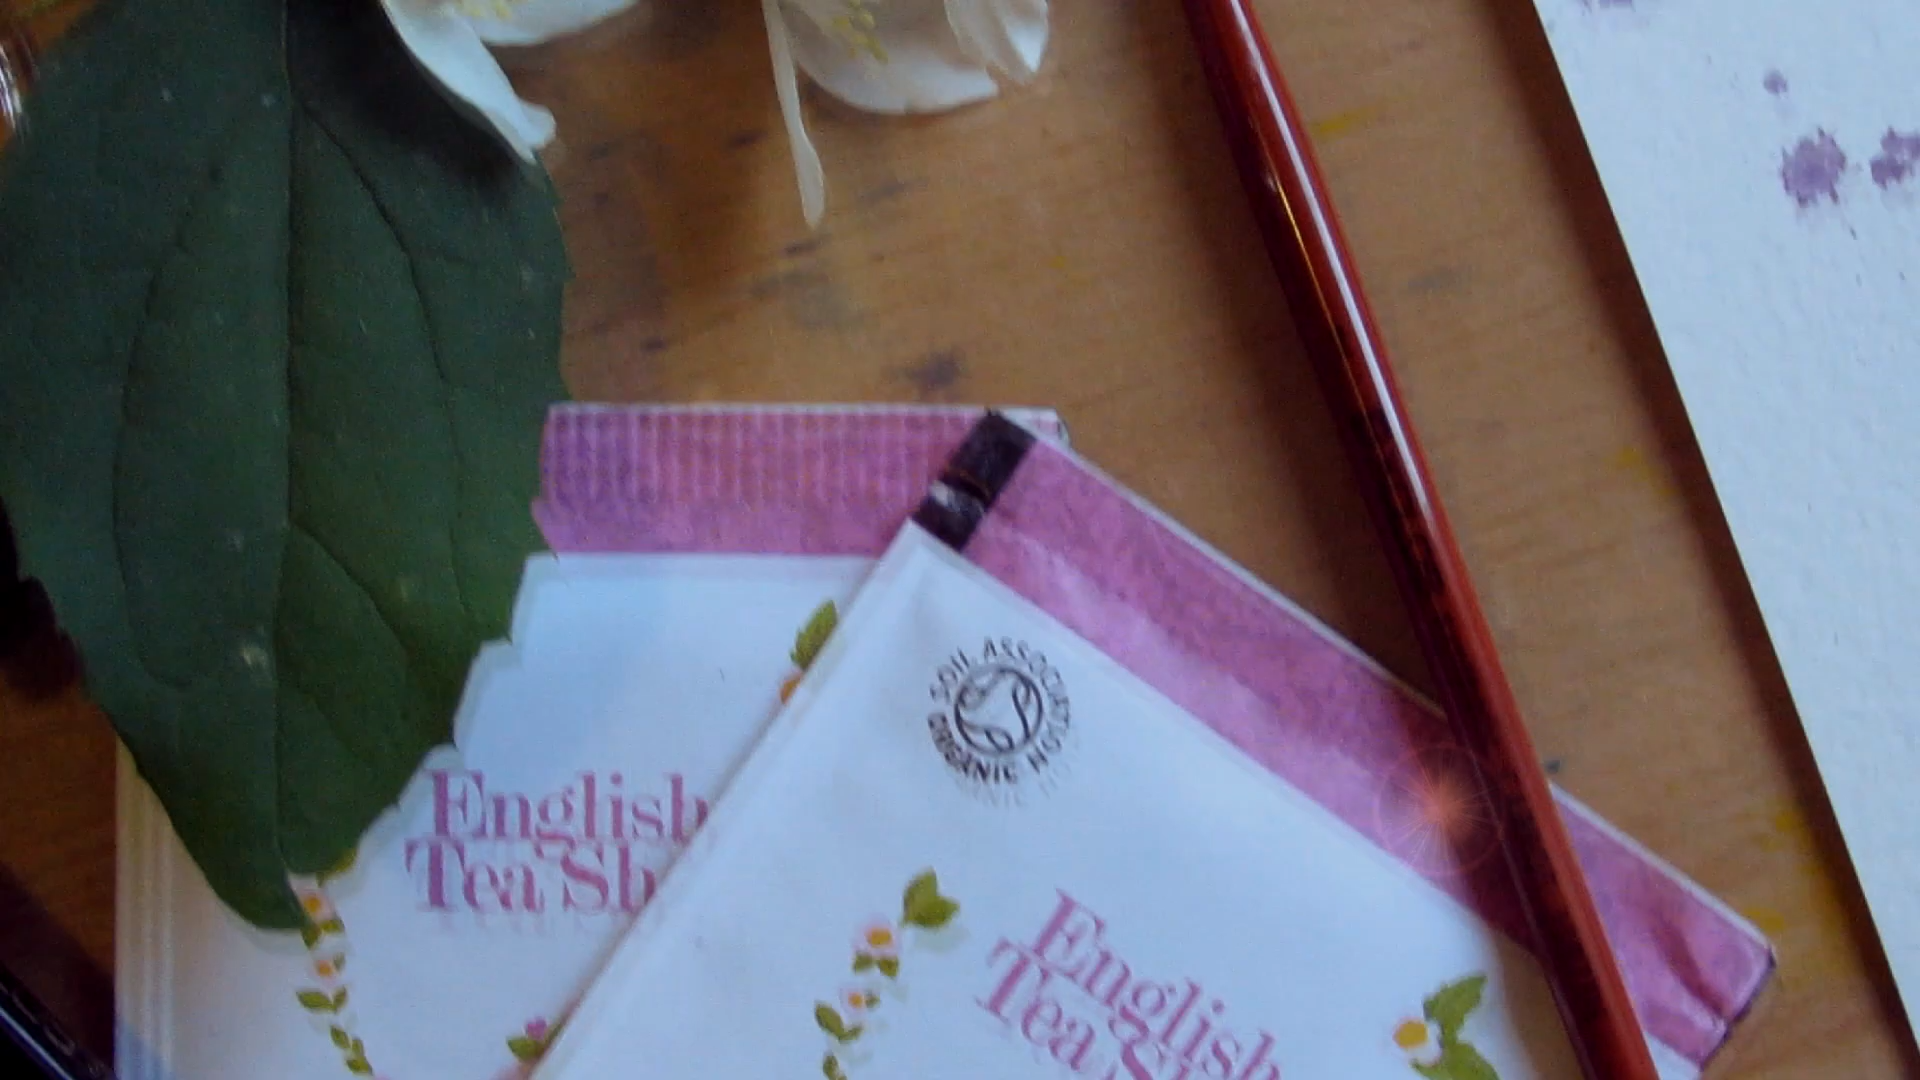 SOIL ASSOCIATION
ORGANIC
English
Tea Sh
English
Tea